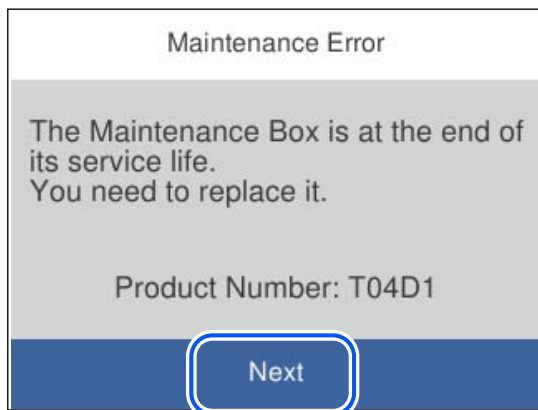 Maintenance Error
The Maintenance Box is at the end of
its service life.
You need to replace it.
Product Number: T04D1
Next